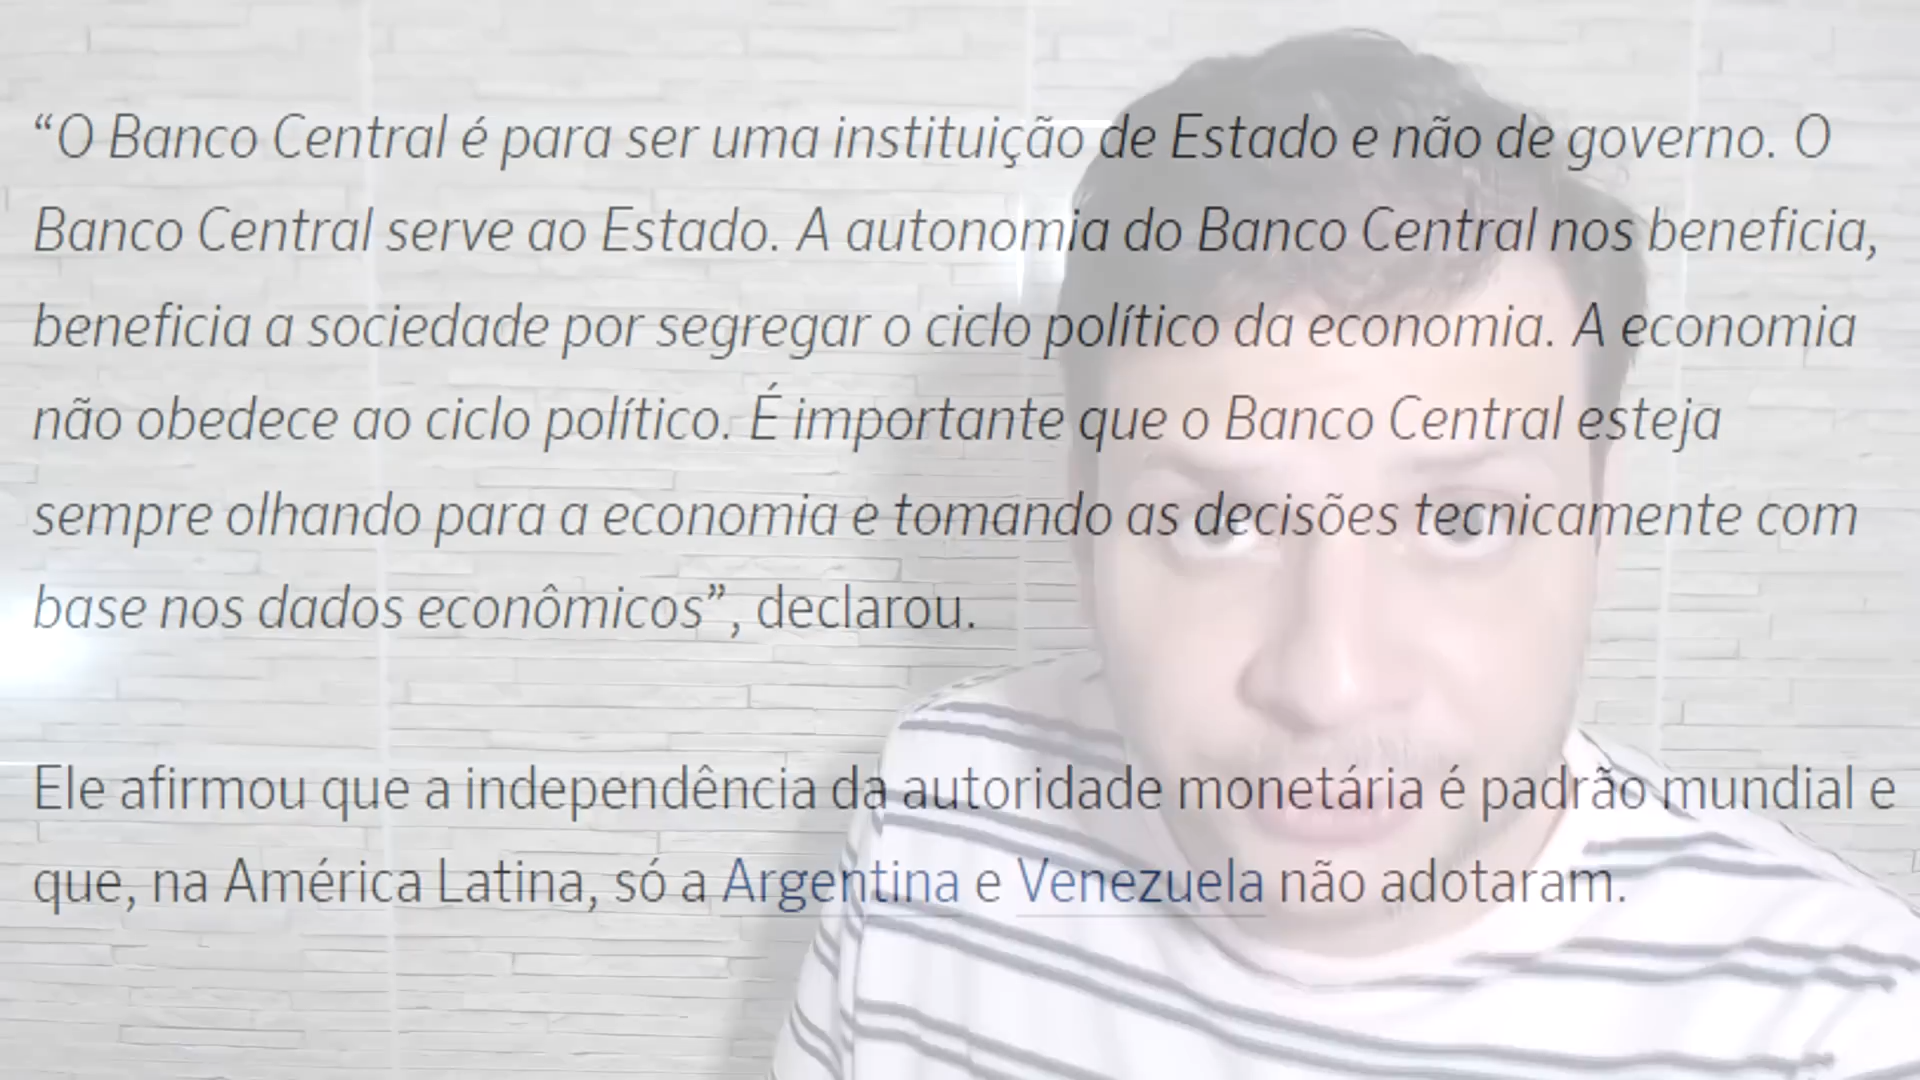 “O Banco Central é para ser uma instituição de Estado e não de governo. O
Banco Central serve ao Estado. A autonomia do Banco Central nos beneficia,
beneficia a sociedade por segregar o ciclo político da economia. A economia
não obedece ao ciclo político. É importante que o Banco Central esteja
sempre olhando para a economia e tomando as decisões tecnicamente com
base nos dados econômicos”, declarou.
Ele afirmou que a independência da autoridade monetária é padrão mundial e
que, na América Latina, só a Argentina e Venezuela não adotaram.